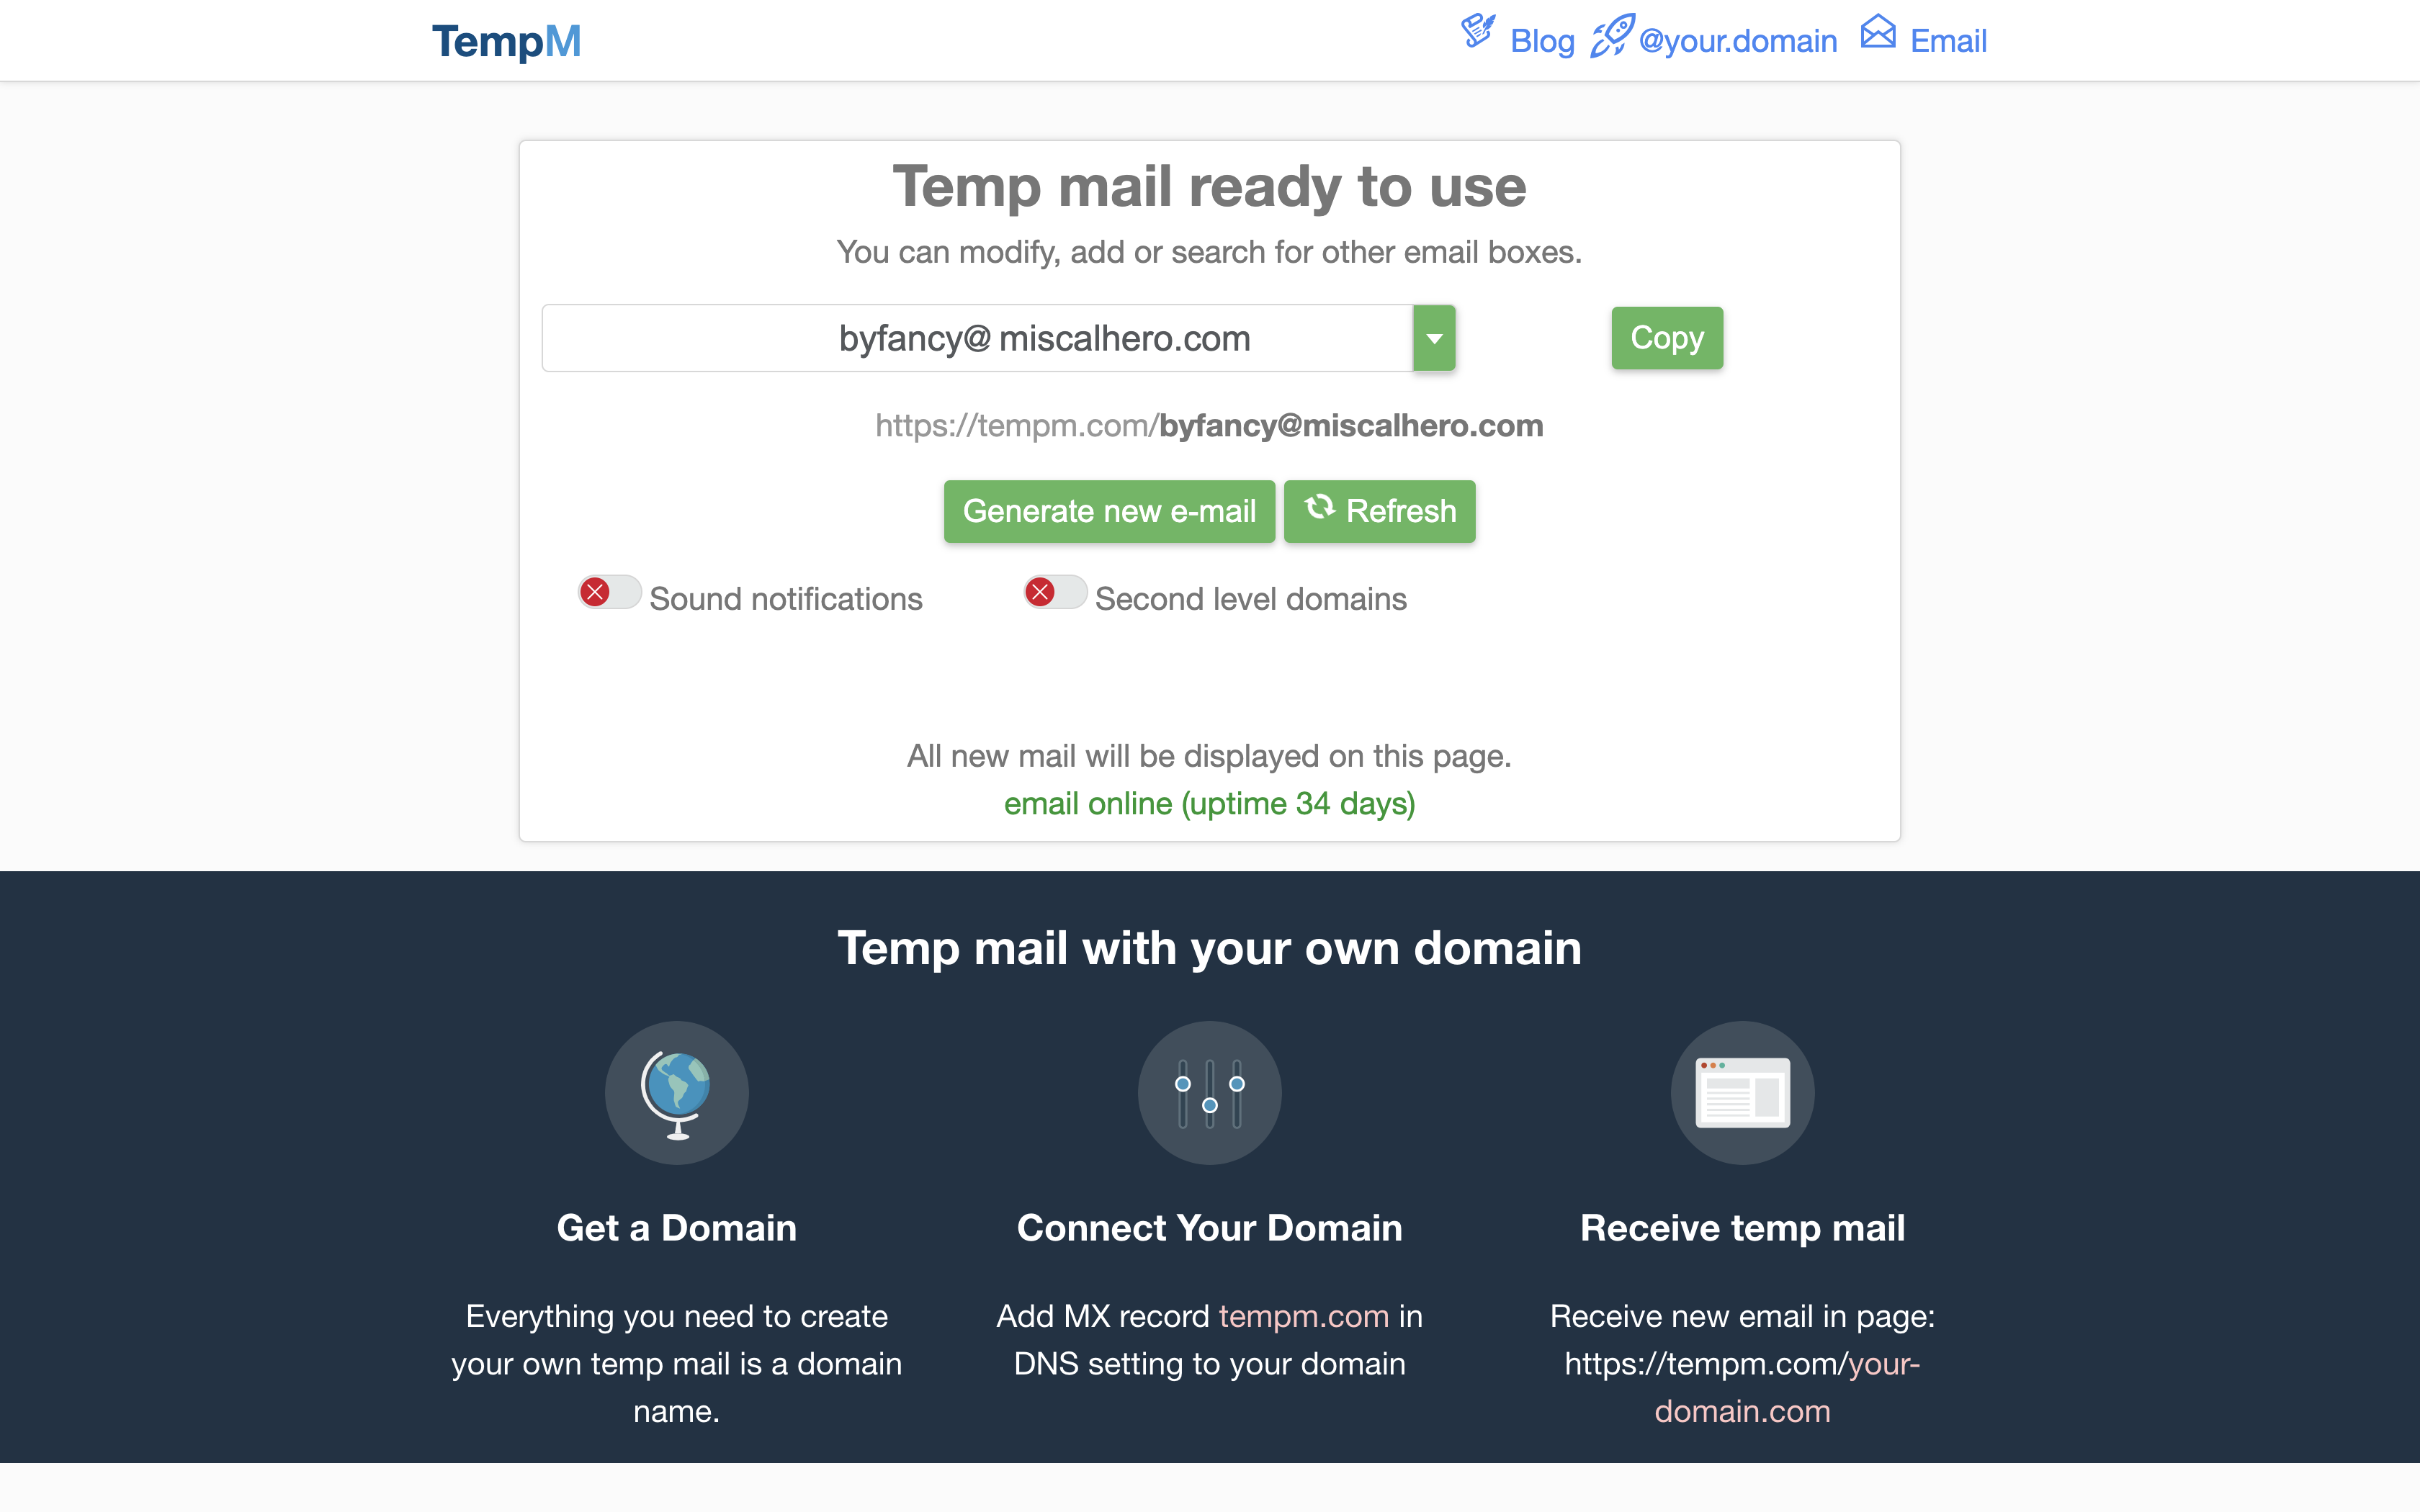 TempM
Blog @your.domain Email
Temp mail ready to use
You can modify, add or search for other email boxes.
byfancy@ miscalhero.com
Copy
https://tempm.com/byfancy@miscalhero.com
Generate new e-mail
Refresh
Sound notifications
Second level domains
All new mail will be displayed on this page.
email online (uptime 34 days)
Temp mail with your own domain
Get a Domain
Everything you need to create
your own temp mail is a domain
name.
Connect Your Domain
Add MX record tempm.com in
DNS setting to your domain
Receive temp mail
Receive new email in page:
https://tempm.com/your-
domain.com